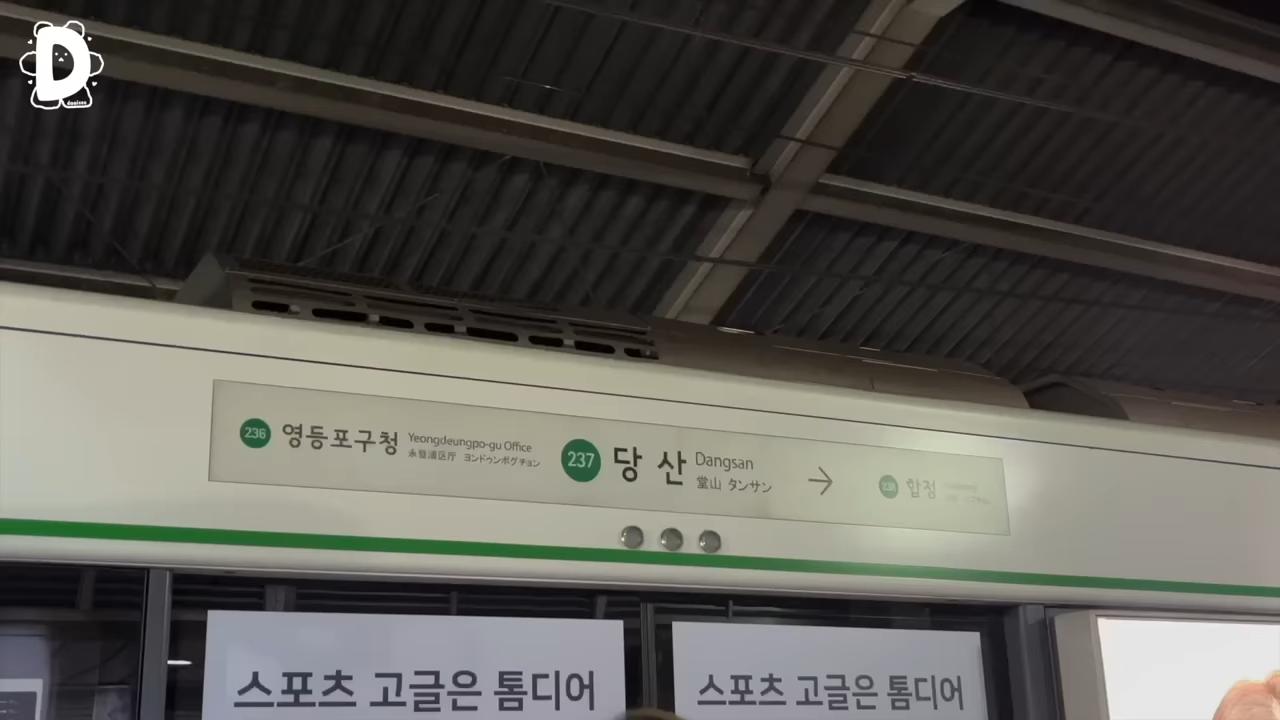 D
236 영등포구청 Yeongdeungpo-gu Office
永登浦区庁 ヨンドゥンポグチョン
237 당산 Dangsan
堂山 タンサン
→
238 합정
스포츠 고글은 톰디어
스포츠 고글은 톰디어